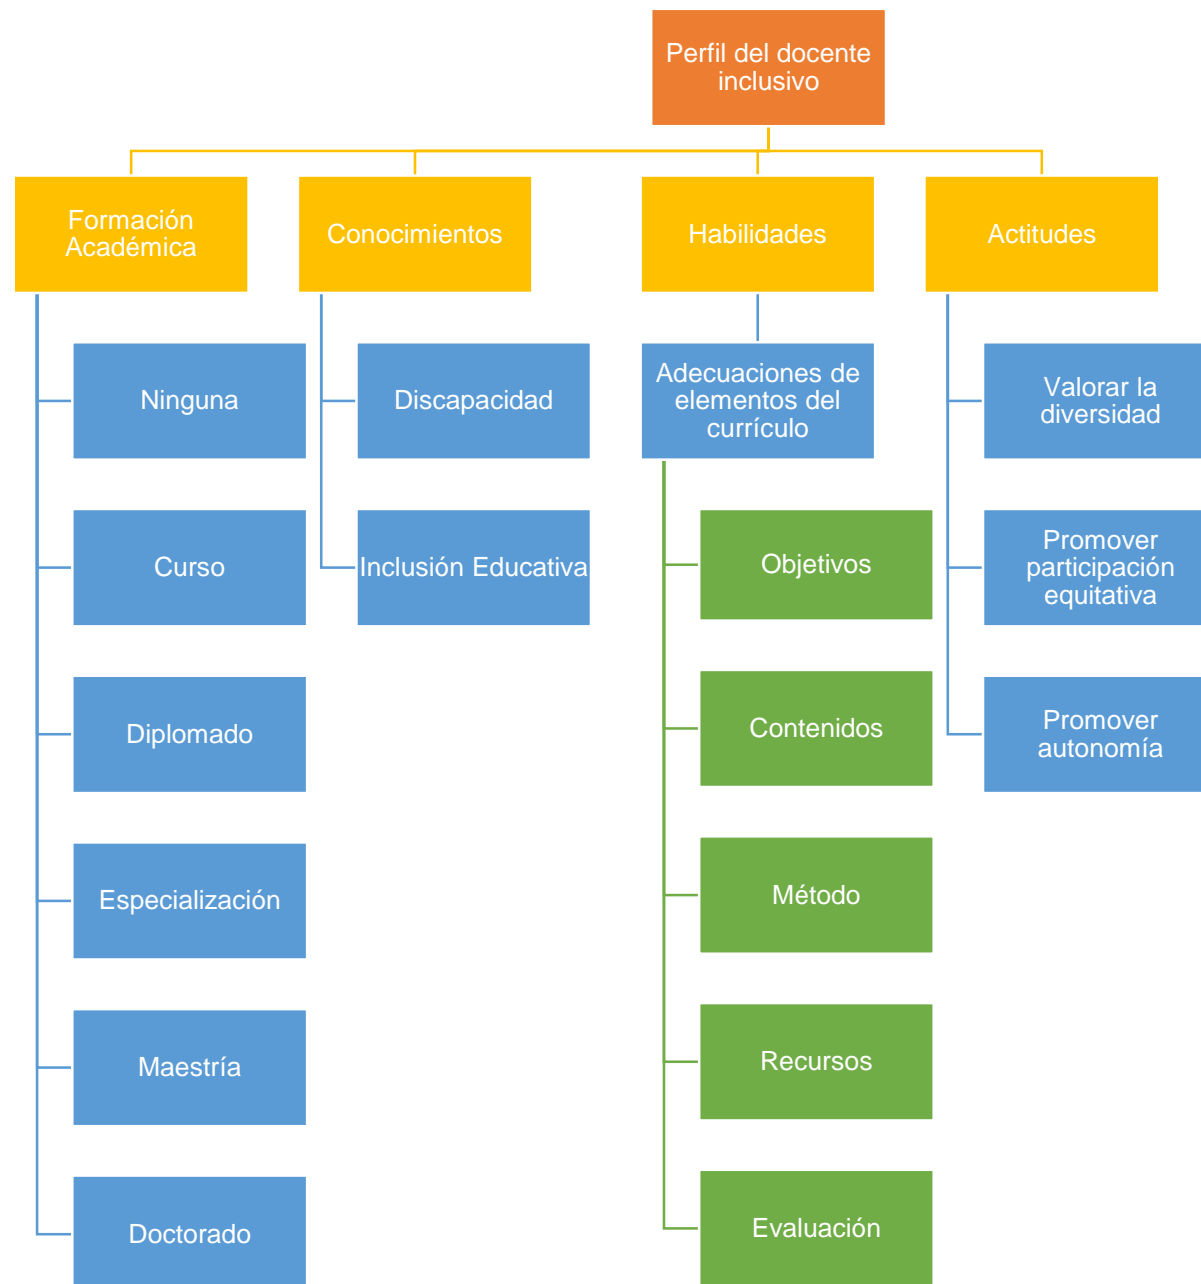 Perfil del docente
inclusivo
Formación
Académica
Conocimientos
Habilidades
Actitudes
Ninguna
Curso
Diplomado
Especialización
Maestría
Doctorado
Discapacidad
Inclusión Educativa
Adecuaciones de
elementos del
currículo
Objetivos
Contenidos
Método
Recursos
Evaluación
Valorar la
diversidad
Promover
participación
equitativa
Promover
autonomía